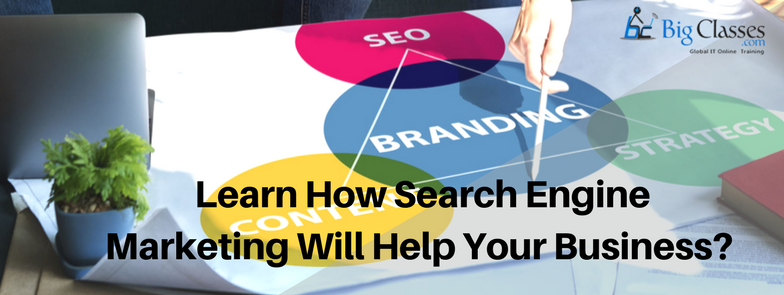 SEO
Big Classes
.com
Global IT Online Training
BRANDING
STRATEGY
CONTEN
Learn How Search Engine
Marketing Will Help Your Business?